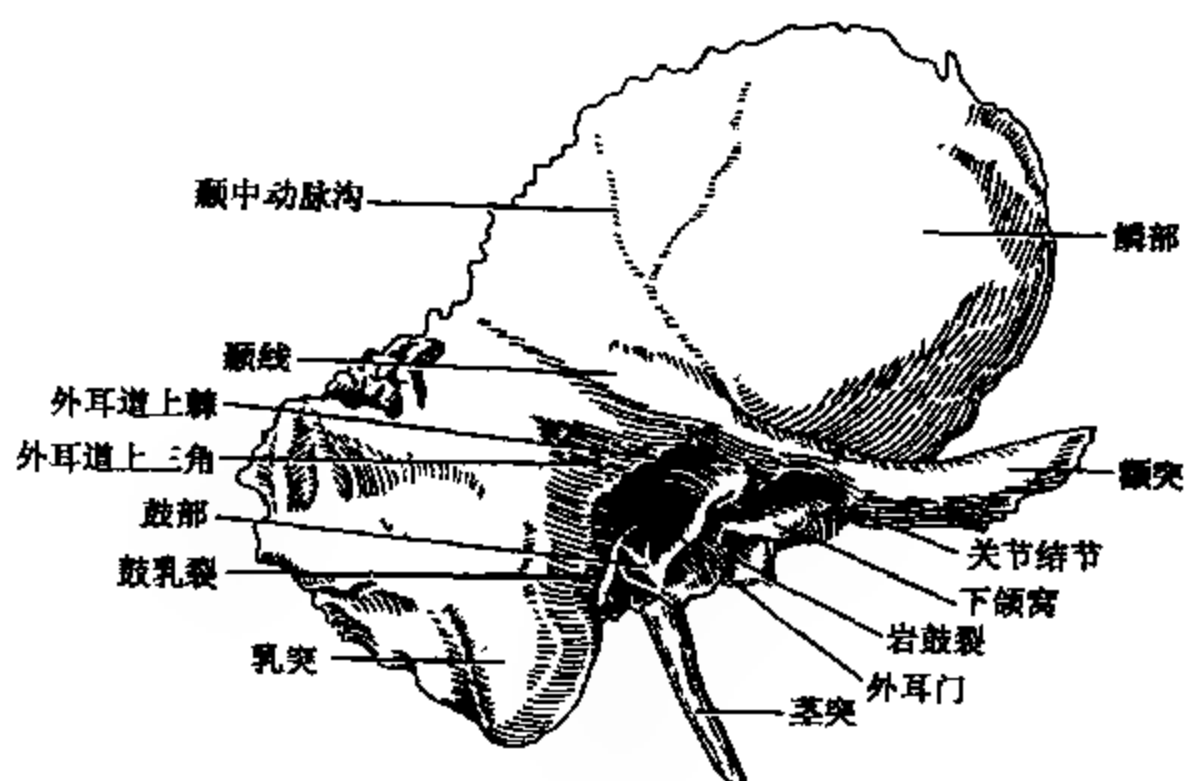 颞中动脉沟
鳞部
颞线
外耳道上棘
外耳道上三角
颧突
鼓部
关节结节
鼓乳裂
下颌窝
岩鼓裂
乳突
外耳门
茎突